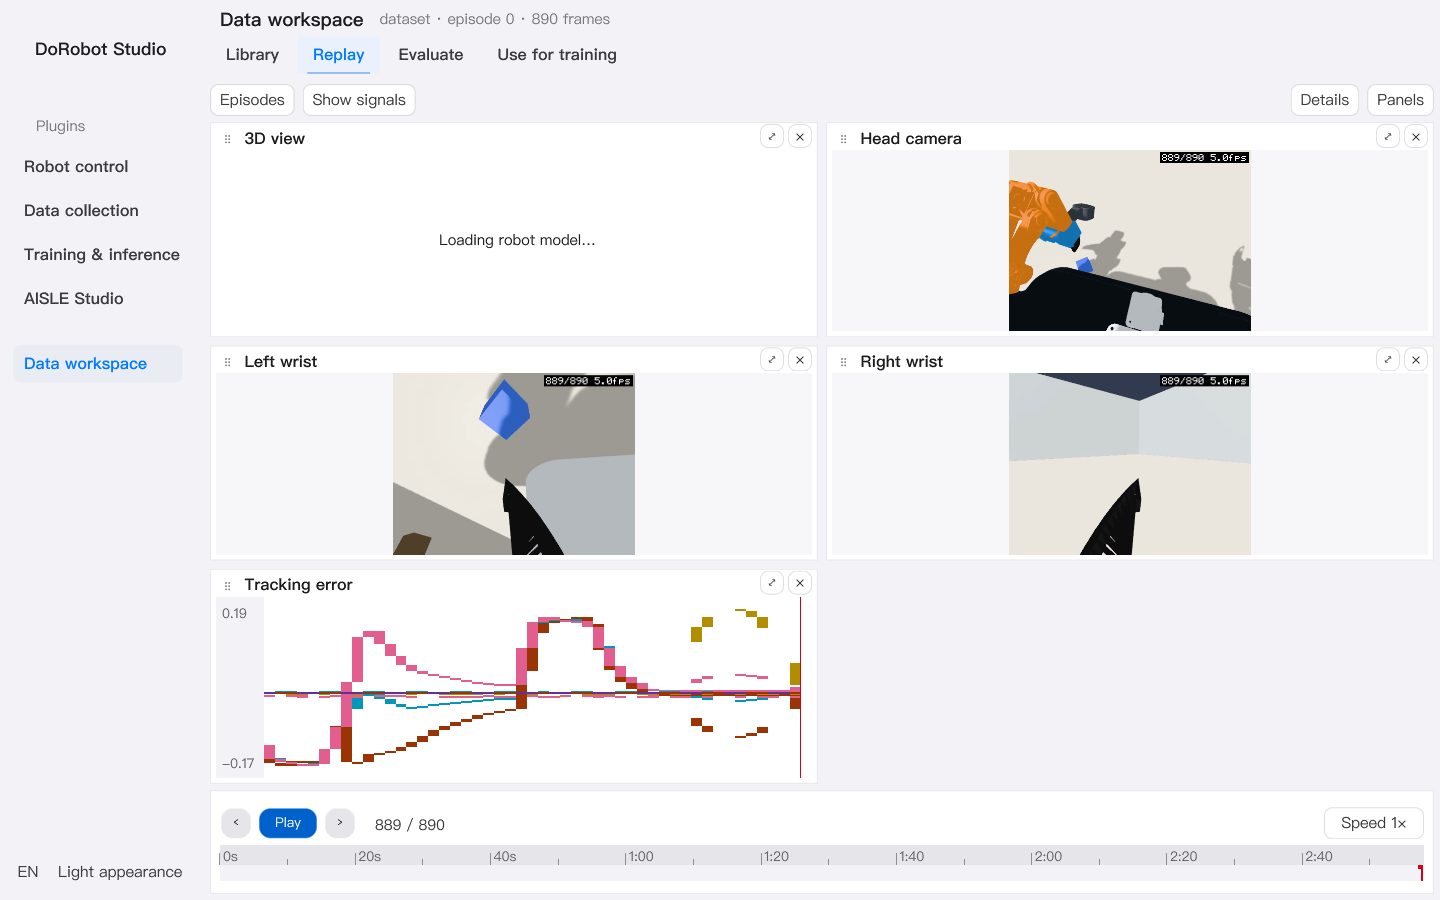 Data workspace dataset · episode 0 · 890 frames
DoRobot Studio
Library Replay Evaluate Use for training
Episodes Show signals Details Panels
Plugins
Robot control
Data collection
Training & inference
AISLE Studio
Data workspace
3D view
Loading robot model...
Head camera
889/890 5.0fps
Left wrist
889/890 5.0fps
Right wrist
889/890 5.0fps
Tracking error
0.19
−0.17
< Play > 889 / 890 Speed 1×
0s 20s 40s 1:00 1:20 1:40 2:00 2:20 2:40
EN Light appearance